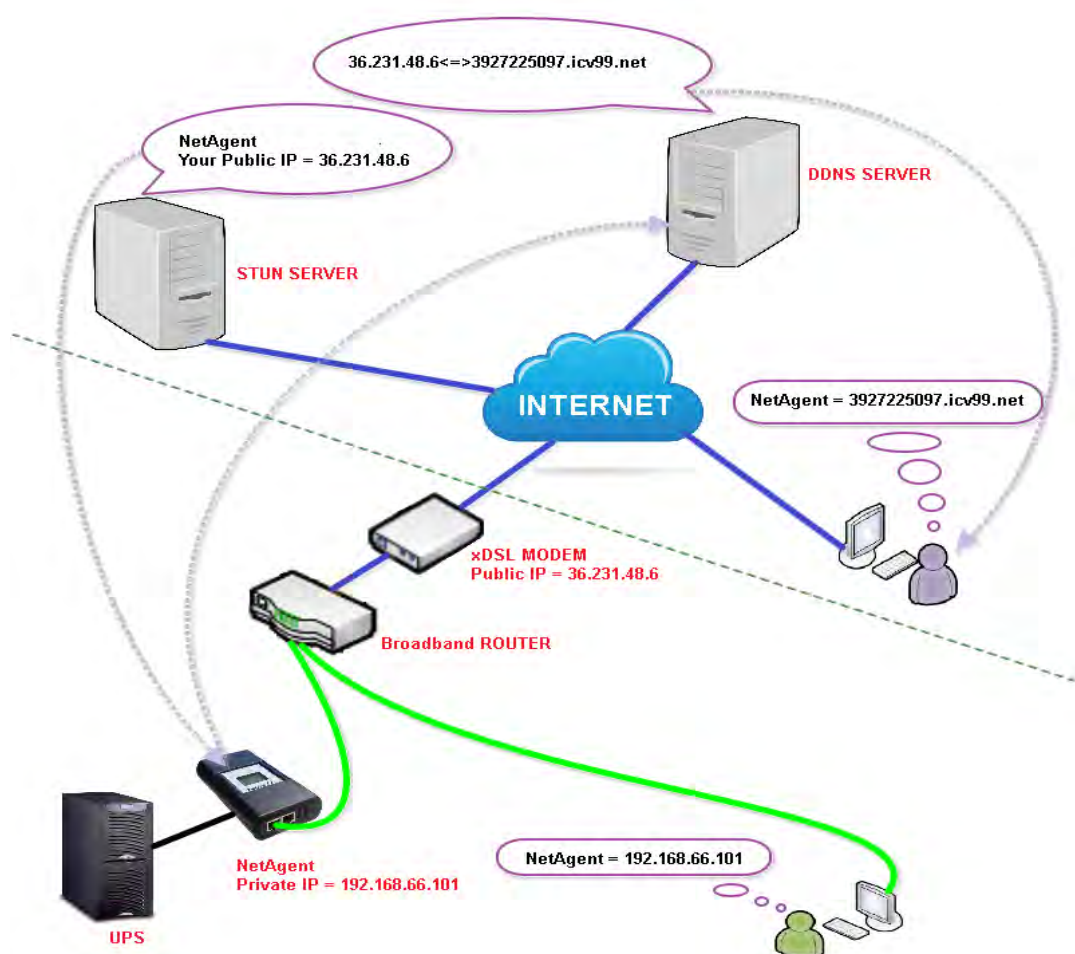 36.231.48.6<=>3927225097.icv99.net
NetAgent
Your Public IP = 36.231.48.6
DDNS SERVER
STUN SERVER
INTERNET
NetAgent = 3927225097.icv99.net
xDSL MODEM
Public IP = 36.231.48.6
Broadband ROUTER
NetAgent = 192.168.66.101
NetAgent
Private IP = 192.168.66.101
UPS